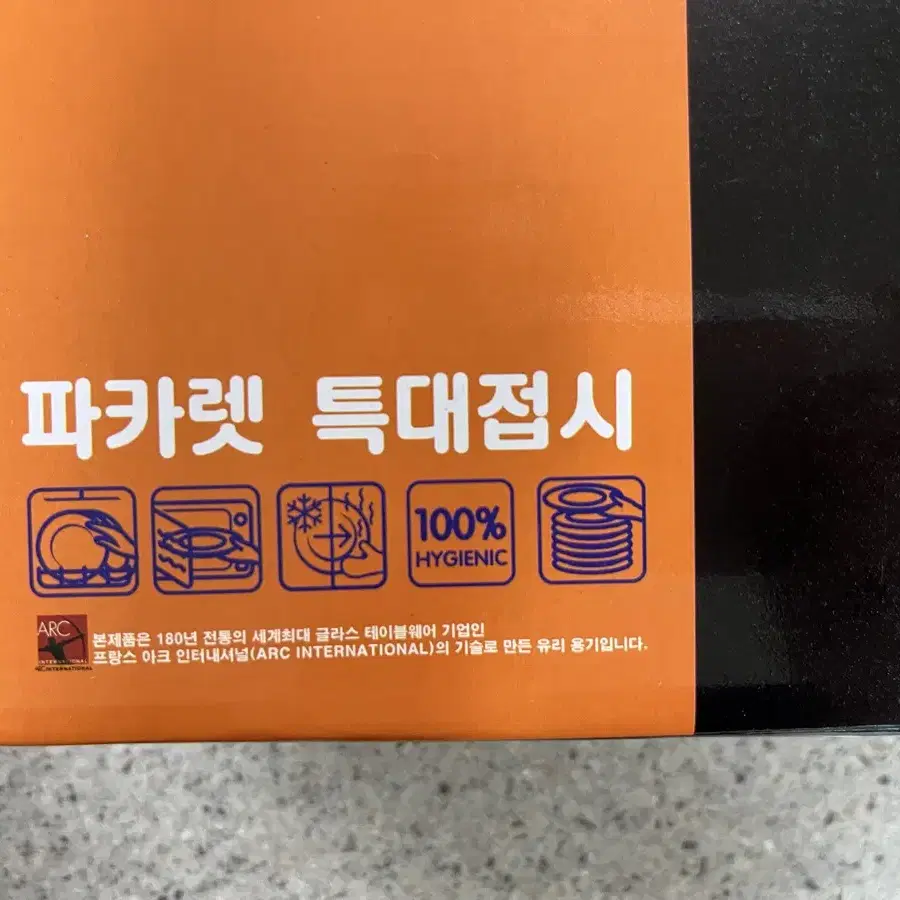 파카렛 특대접시
100%
HYGIENIC
ARC
INTERNATIONAL
ARC INTERNATIONAL
본제품은 180년 전통의 세계최대 글라스 테이블웨어 기업인
프랑스 아크 인터내셔널(ARC INTERNATIONAL)의 기술로 만든 유리 용기입니다.